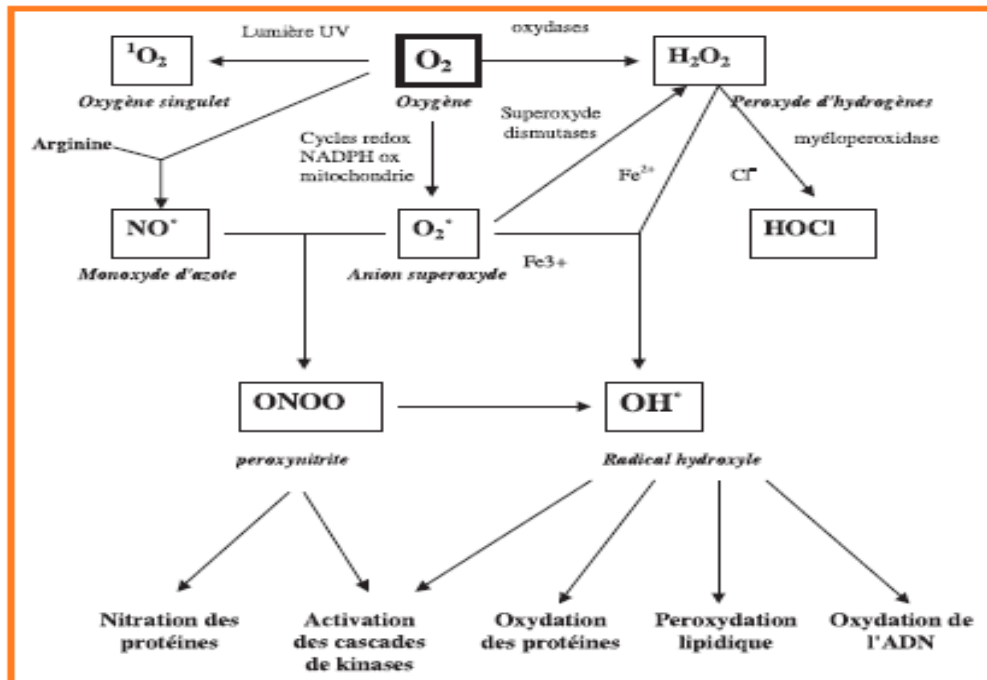 Lumière UV
oxydases
¹O₂
O₂
H₂O₂
Oxygène singulet
Oxygène
Peroxyde d'hydrogènes
Arginine
Cycles redox
NADPH ox
mitochondrie
Superoxyde
dismutases
myéloperoxidase
Fe²⁺
Cl⁻
NO°
O₂°
HOCl
Monoxyde d'azote
Anion superoxyde
Fe3+
ONOO
OH°
peroxynitrite
Radical hydroxyle
Nitration des
protéines
Activation
des cascades
de kinases
Oxydation
des protéines
Peroxydation
lipidique
Oxydation de
l'ADN